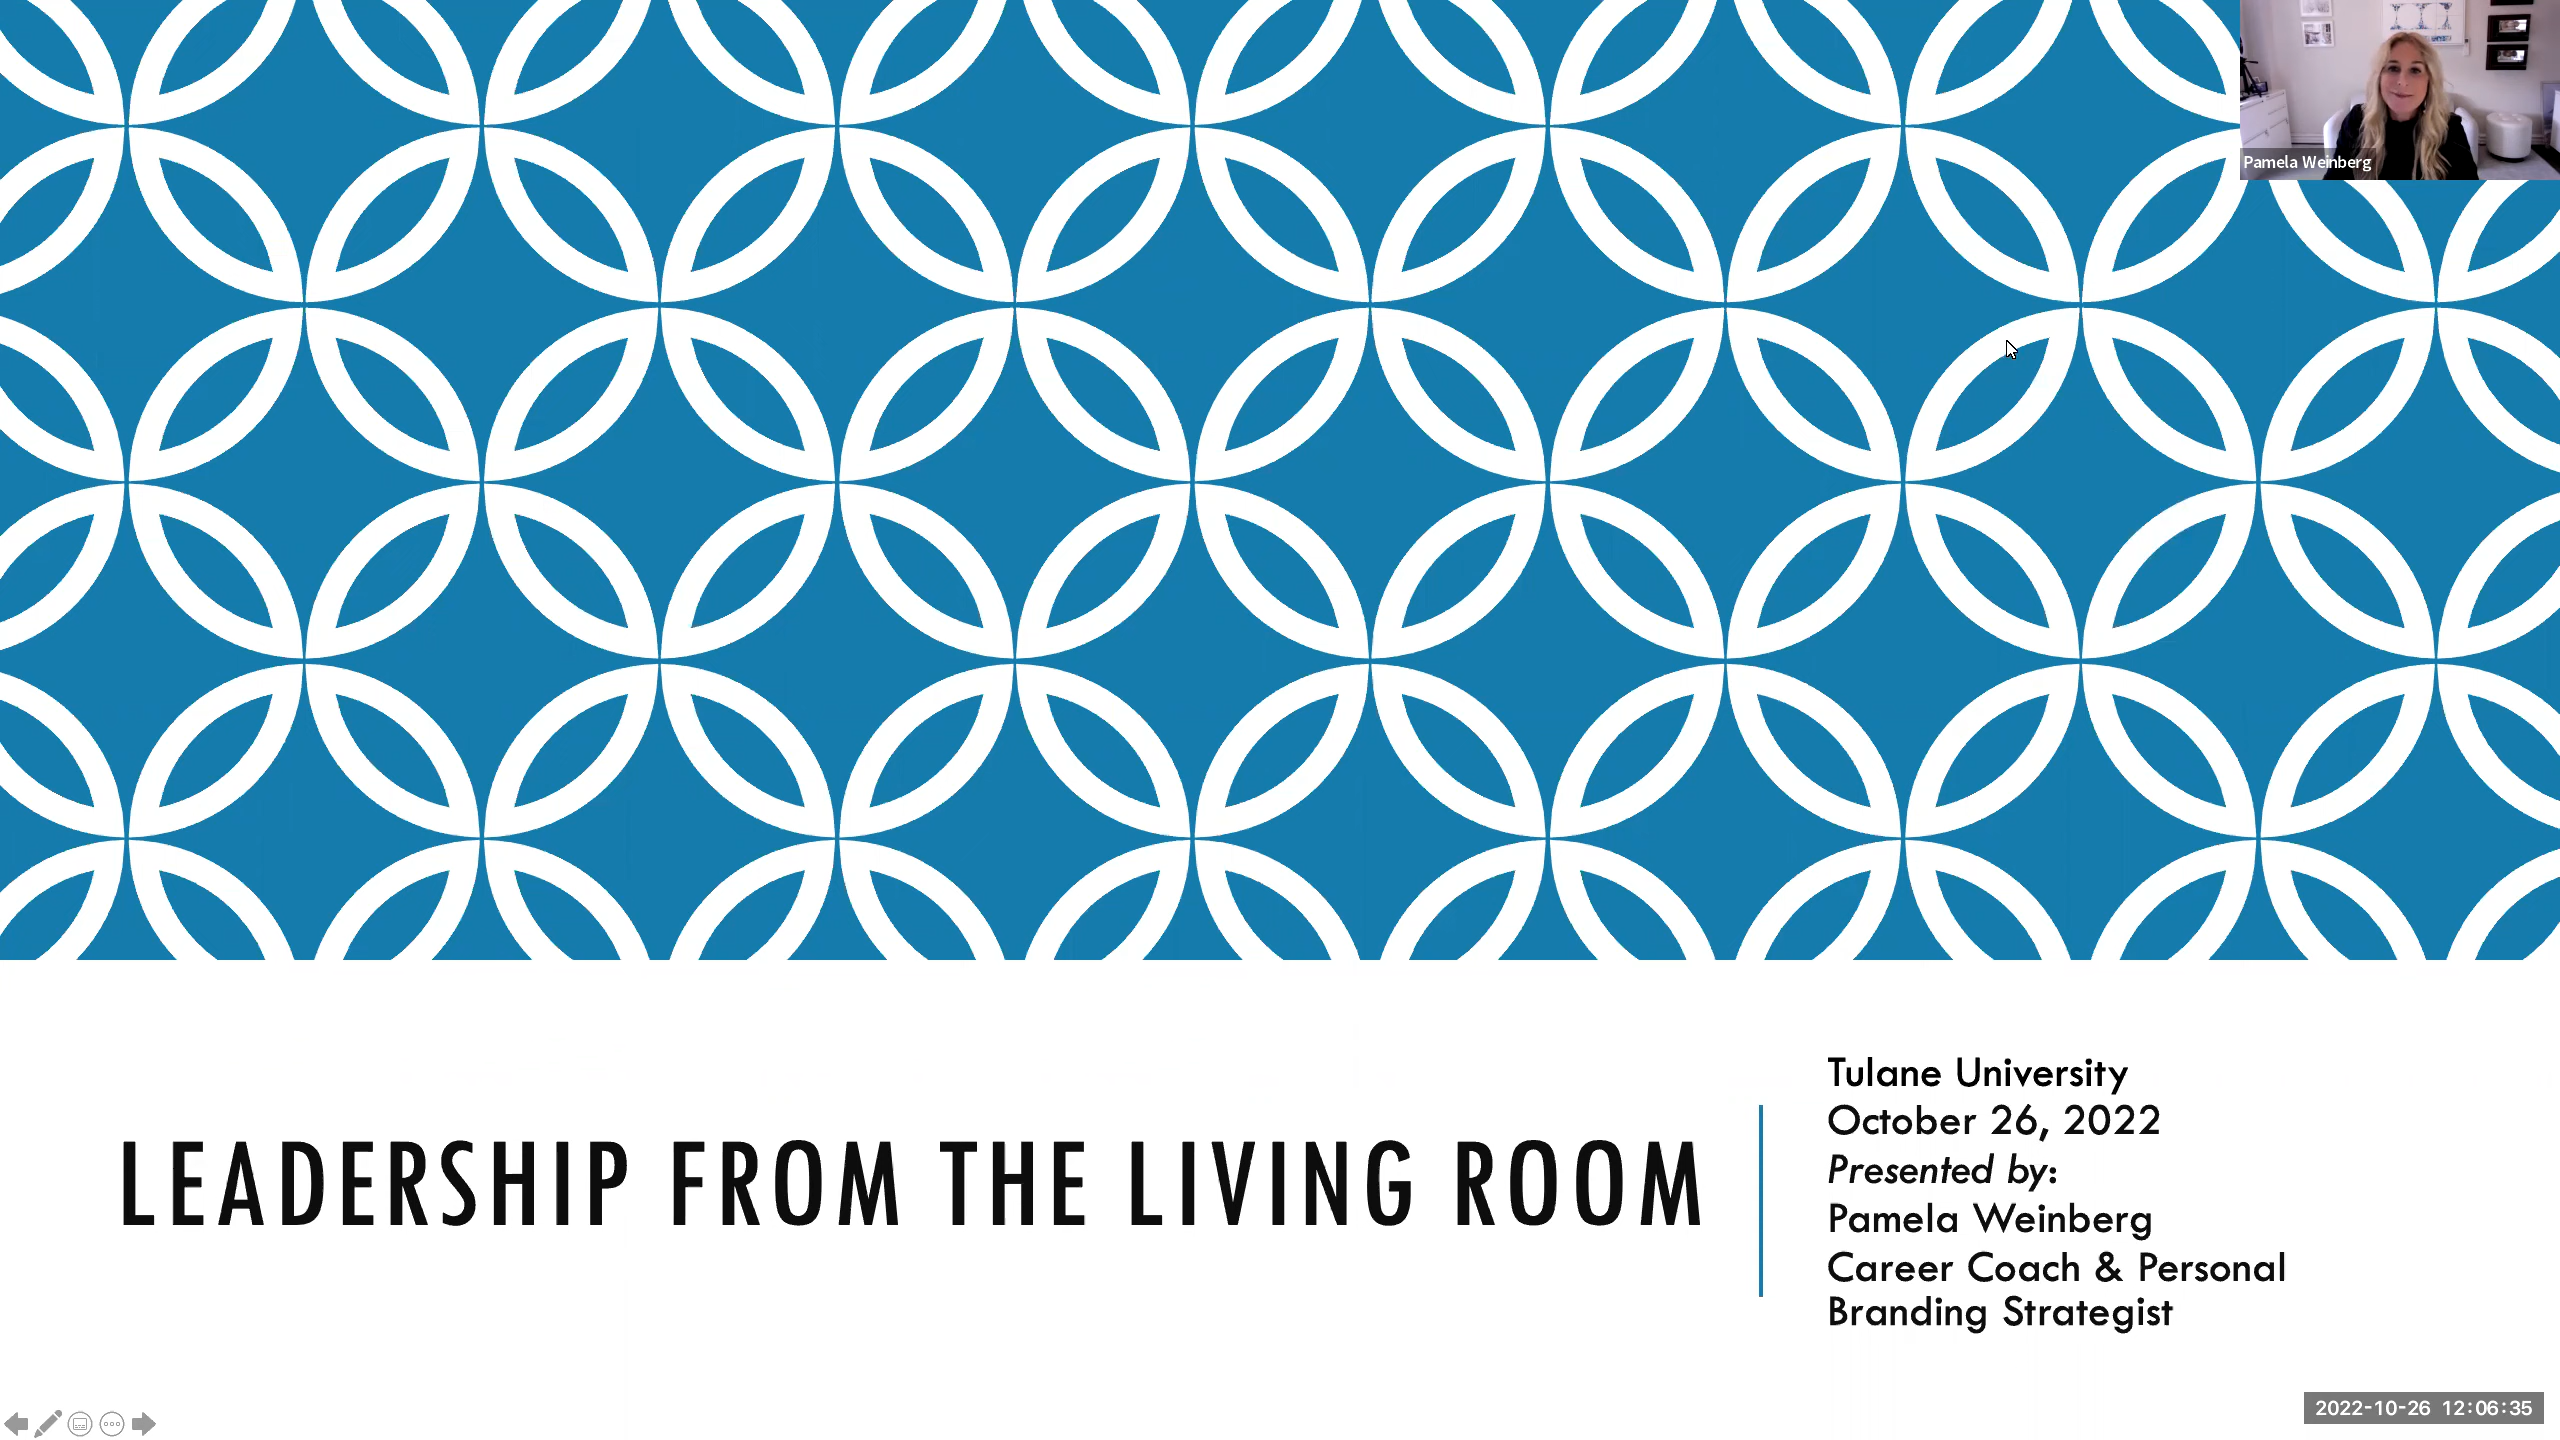 Pamela Weinberg
LEADERSHIP FROM THE LIVING ROOM
Tulane University
October 26, 2022
Presented by:
Pamela Weinberg
Career Coach & Personal
Branding Strategist
2022-10-26 12:06:35